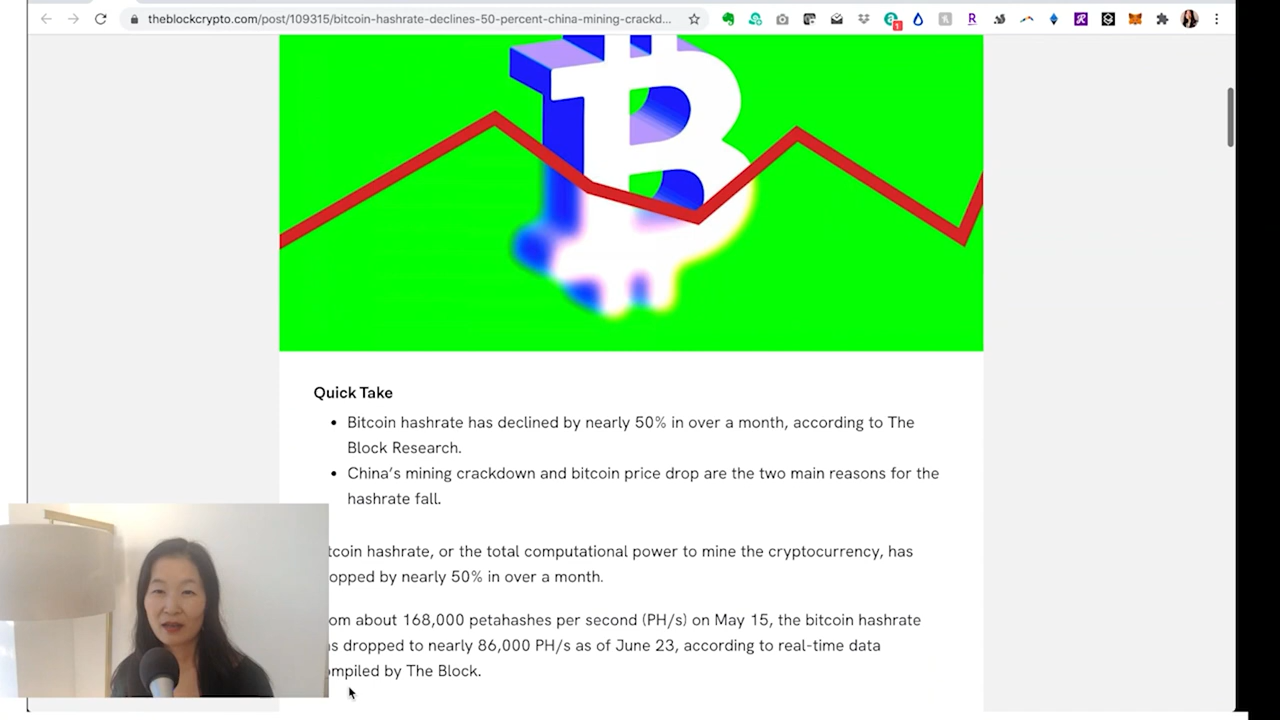 theblockcrypto.com/post/109315/bitcoin-hashrate-declines-50-percent-china-mining-crackd...
1
Quick Take
Bitcoin hashrate has declined by nearly 50% in over a month, according to The
Block Research.
China's mining crackdown and bitcoin price drop are the two main reasons for the
hashrate fall.
tcoin hashrate, or the total computational power to mine the cryptocurrency, has
opped by nearly 50% in over a month.
om about 168,000 petahashes per second (PH/s) on May 15, the bitcoin hashrate
s dropped to nearly 86,000 PH/s as of June 23, according to real-time data
mpiled by The Block.